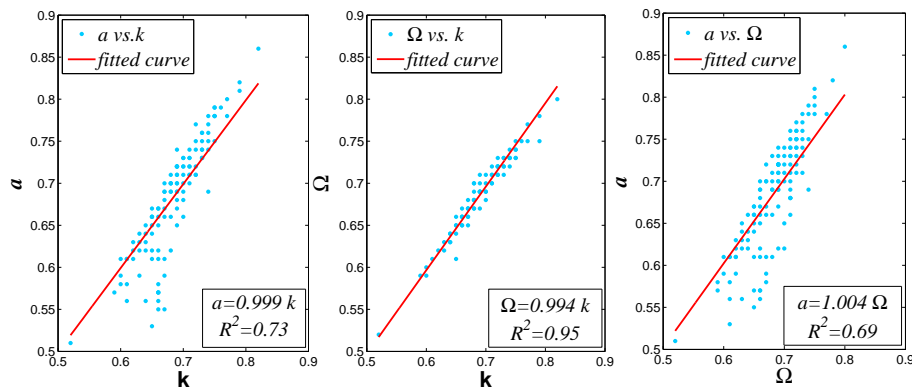 a vs.k
fitted curve
a=0.999 k
R²=0.73
0.9
0.85
0.8
0.75
0.7
0.65
0.6
0.55
0.5
0.5 0.6 0.7 0.8 0.9
a
k
Ω vs. k
fitted curve
Ω=0.994 k
R²=0.95
0.9
0.85
0.8
0.75
0.7
0.65
0.6
0.55
0.5
0.5 0.6 0.7 0.8 0.9
Ω
k
a vs. Ω
fitted curve
a=1.004 Ω
R²=0.69
0.9
0.85
0.8
0.75
0.7
0.65
0.6
0.55
0.5
0.5 0.6 0.7 0.8 0.9
a
Ω